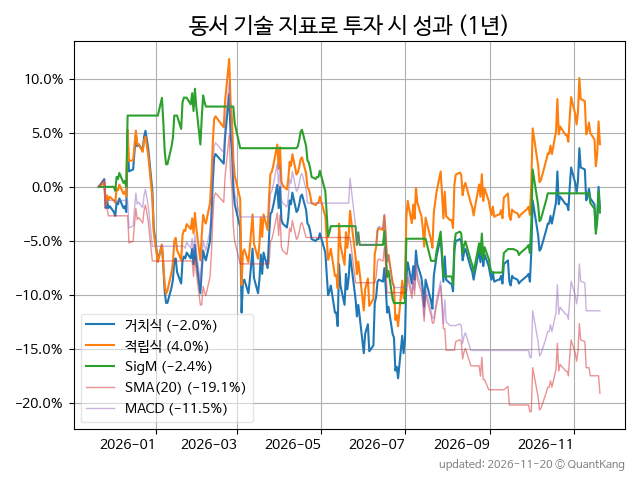 동서 기술 지표로 투자 시 성과 (1년)
10.0%
5.0%
0.0%
−5.0%
−10.0%
−15.0%
−20.0%
거치식 (−2.0%)
적립식 (4.0%)
SigM (−2.4%)
SMA(20) (−19.1%)
MACD (−11.5%)
2026−01 2026−03 2026−05 2026−07 2026−09 2026−11
updated: 2026−11−20 ⓒ QuantKang